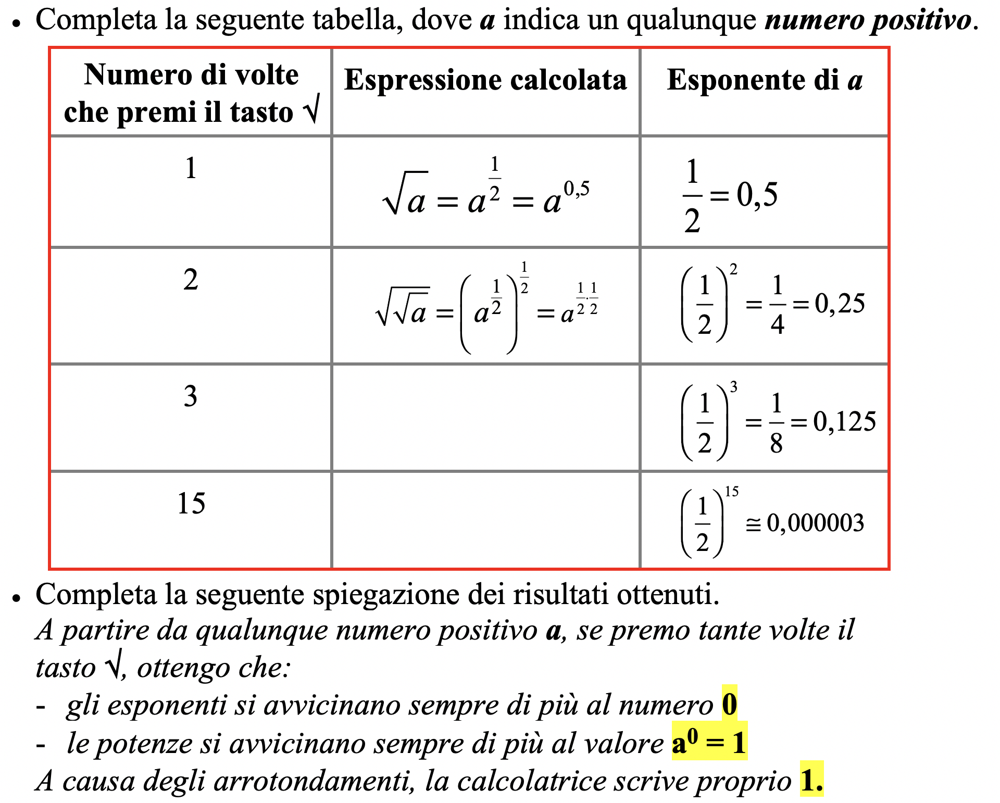 • Completa la seguente tabella, dove a indica un qualunque numero positivo.
Numero di volte che premi il tasto √ | Espressione calcolata | Esponente di a
1 | √a = a^(1/2) = a^(0,5) | 1/2 = 0,5
2 | √√a = (a^(1/2))^(1/2) = a^(1/2·1/2) | (1/2)^2 = 1/4 = 0,25
3 | | (1/2)^3 = 1/8 = 0,125
15 | | (1/2)^15 ≅ 0,000003
• Completa la seguente spiegazione dei risultati ottenuti.
A partire da qualunque numero positivo a, se premo tante volte il
tasto √, ottengo che:
- gli esponenti si avvicinano sempre di più al numero 0
- le potenze si avvicinano sempre di più al valore a⁰ = 1
A causa degli arrotondamenti, la calcolatrice scrive proprio 1.